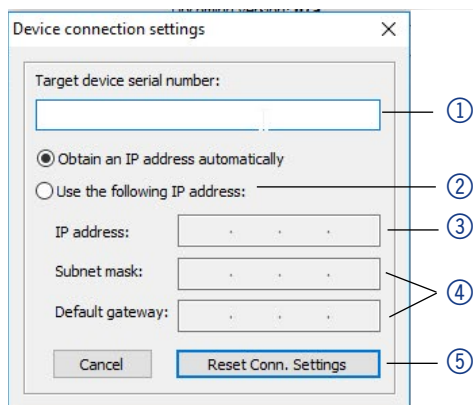 Device connection settings
Target device serial number:
①
Obtain an IP address automatically
Use the following IP address:
②
IP address: . . .
③
Subnet mask: . . .
Default gateway: . . .
④
Cancel Reset Conn. Settings
⑤